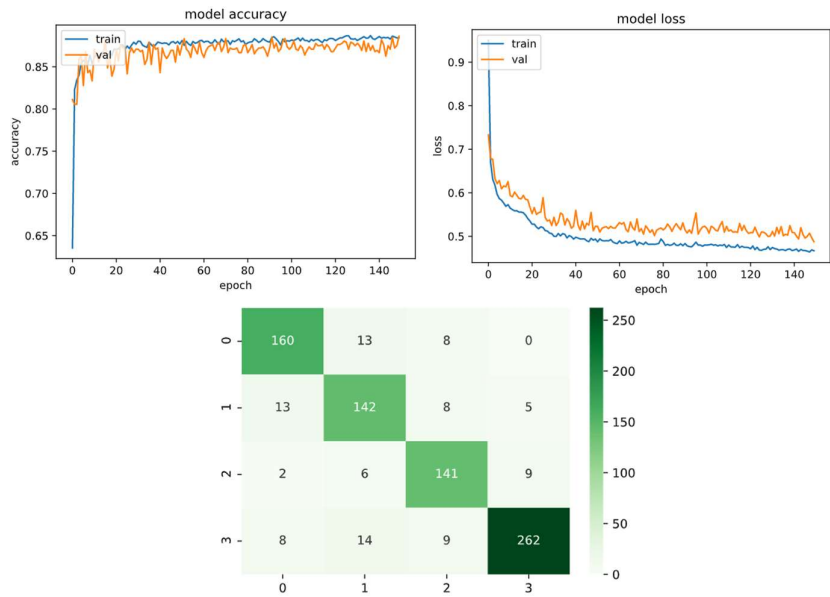 model accuracy
train
val
0.85
0.80
0.75
0.70
0.65
accuracy
0 20 40 60 80 100 120 140
epoch
model loss
train
val
0.9
0.8
0.7
0.6
0.5
loss
0 20 40 60 80 100 120 140
epoch
0 160 13 8 0
1 13 142 8 5
2 2 6 141 9
3 8 14 9 262
0 1 2 3
250
200
150
100
50
0